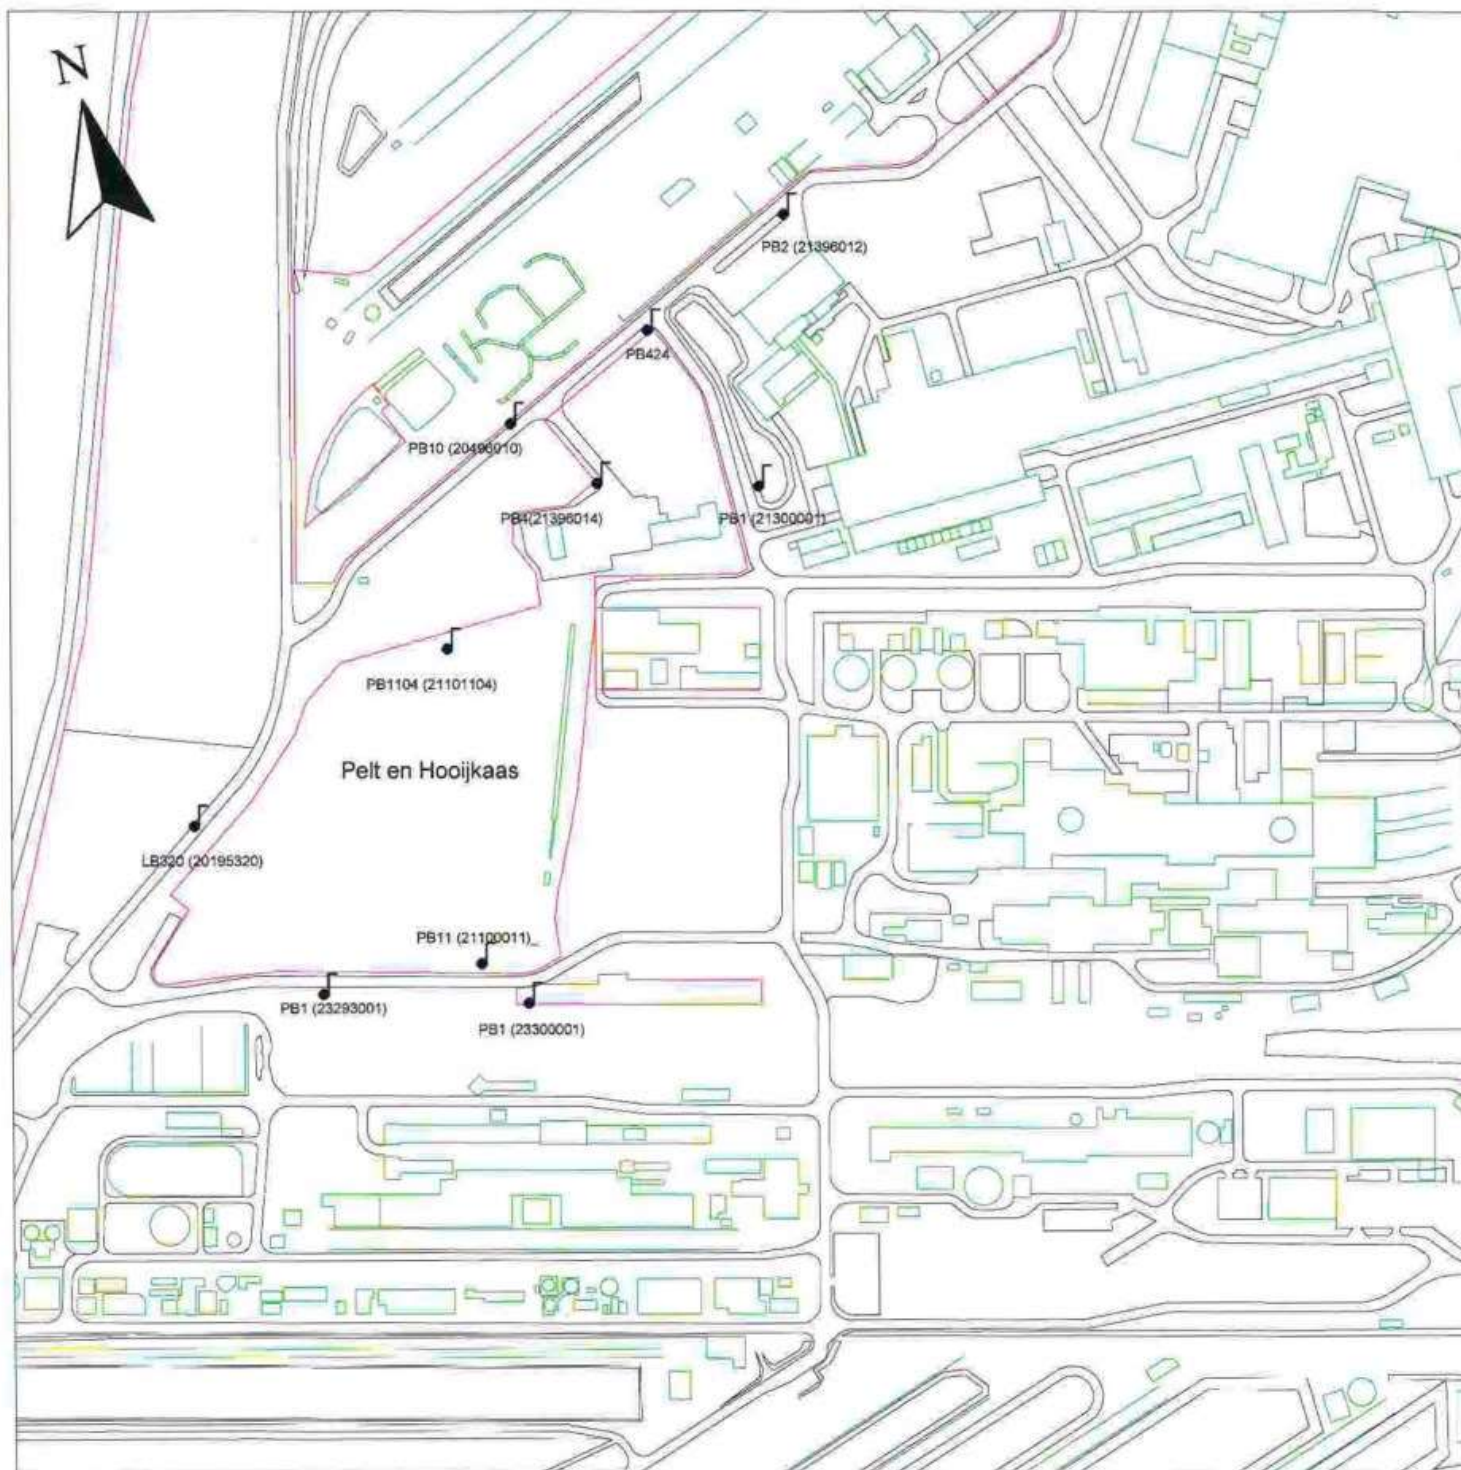 N
PB2 (21396012)
PB424
PB10 (20496010)
PB4(21396014)
PB1 (21300001)
PB1104 (21101104)
Pelt en Hooijkaas
LB320 (20195320)
PB11 (21100011)_
PB1 (23293001)
PB1 (23300001)